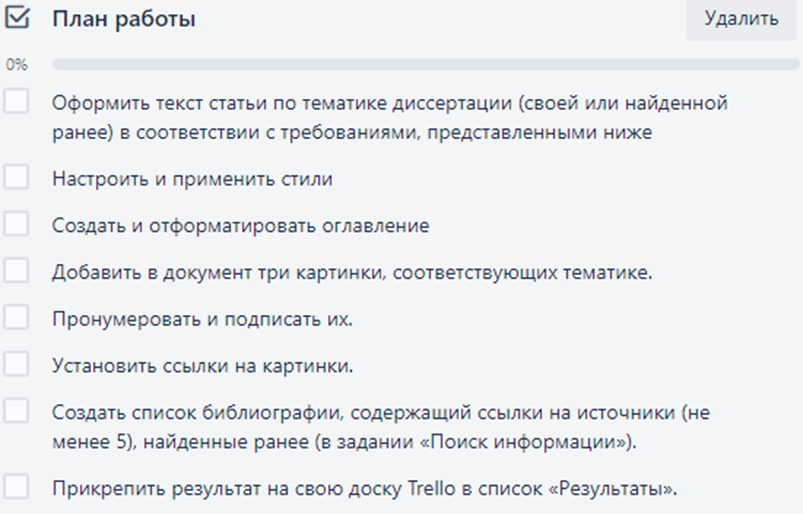 План работы
Удалить
0%
Оформить текст статьи по тематике диссертации (своей или найденной
ранее) в соответствии с требованиями, представленными ниже
Настроить и применить стили
Создать и отформатировать оглавление
Добавить в документ три картинки, соответствующих тематике.
Пронумеровать и подписать их.
Установить ссылки на картинки.
Создать список библиографии, содержащий ссылки на источники (не
менее 5), найденные ранее (в задании «Поиск информации»).
Прикрепить результат на свою доску Trello в список «Результаты».